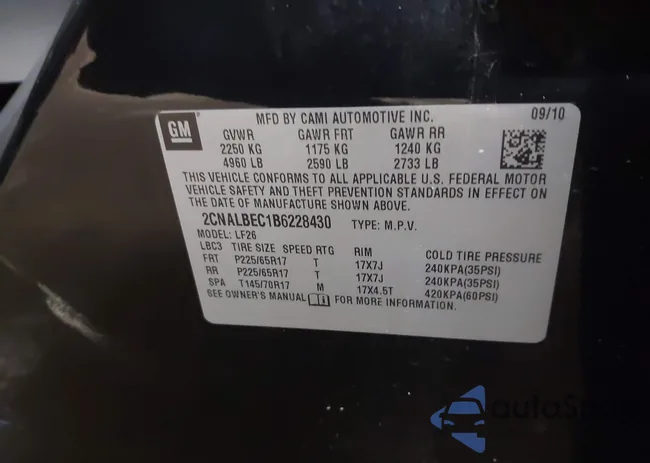 GM
MFD BY CAMI AUTOMOTIVE INC. 09/10
GVWR GAWR FRT GAWR RR
2250 KG 1175 KG 1240 KG
4960 LB 2590 LB 2733 LB
THIS VEHICLE CONFORMS TO ALL APPLICABLE U.S. FEDERAL MOTOR
VEHICLE SAFETY AND THEFT PREVENTION STANDARDS IN EFFECT ON
THE DATE OF MANUFACTURE SHOWN ABOVE.
2CNALBEC1B6228430 TYPE: M.P.V.
MODEL: LF26
LBC3 TIRE SIZE SPEED RTG RIM COLD TIRE PRESSURE
FRT P225/65R17 T 17X7J 240KPA(35PSI)
RR P225/65R17 T 17X7J 240KPA(35PSI)
SPA T145/70R17 M 17X4.5T 420KPA(60PSI)
SEE OWNER'S MANUAL FOR MORE INFORMATION.